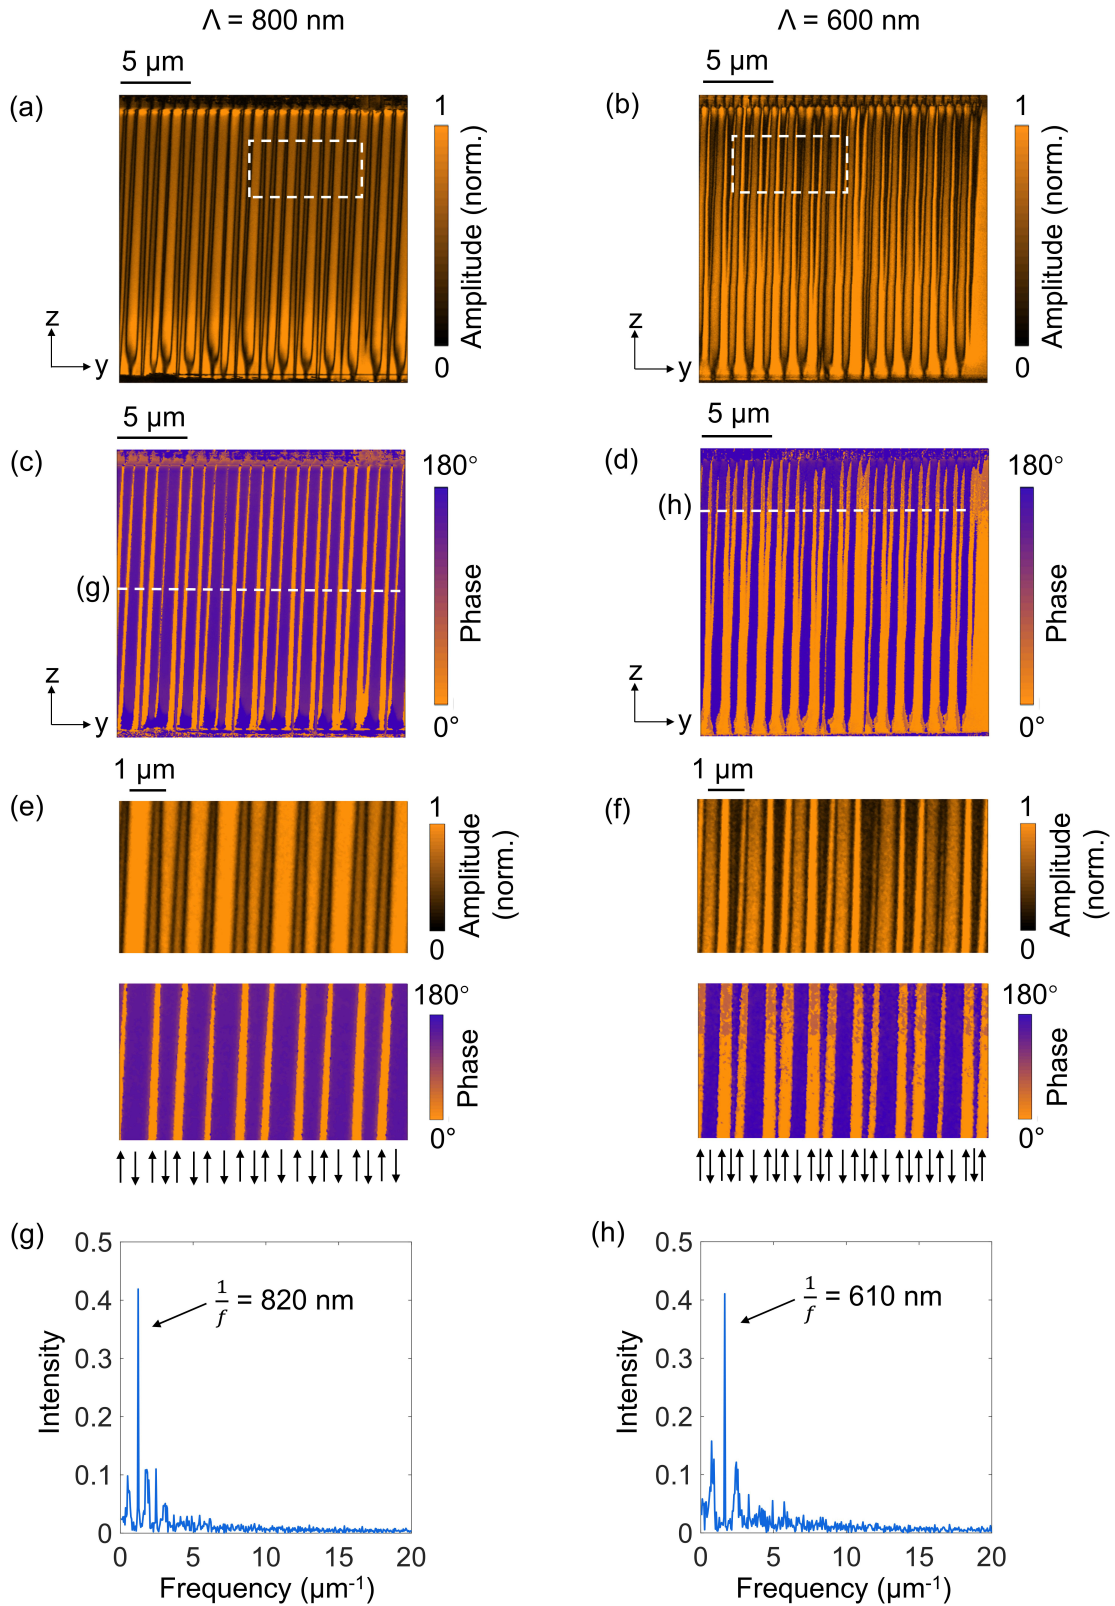 Λ = 800 nm
Λ = 600 nm
5 μm
5 μm
(a)
1
Amplitude (norm.)
0
z
y
(b)
1
Amplitude (norm.)
0
z
y
5 μm
5 μm
(c)
180°
Phase
0°
(g)
z
y
(d)
180°
Phase
0°
(h)
z
y
1 μm
1 μm
(e)
1
Amplitude
(norm.)
0
180°
Phase
0°
(f)
1
Amplitude
(norm.)
0
180°
Phase
0°
(g)
0.5
0.4
0.3
0.2
0.1
0
Intensity
1/f = 820 nm
0 5 10 15 20
Frequency (μm⁻¹)
(h)
0.5
0.4
0.3
0.2
0.1
0
Intensity
1/f = 610 nm
0 5 10 15 20
Frequency (μm⁻¹)